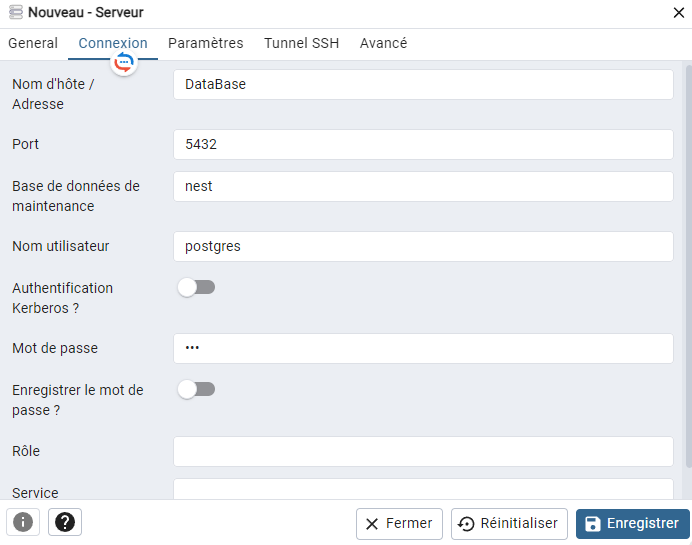 Nouveau - Serveur
General Connexion Paramètres Tunnel SSH Avancé
Nom d'hôte /
Adresse
DataBase
Port
5432
Base de données de
maintenance
nest
Nom utilisateur
postgres
Authentification
Kerberos ?
Mot de passe
•••
Enregistrer le mot de
passe ?
Rôle
Service
Fermer Réinitialiser Enregistrer